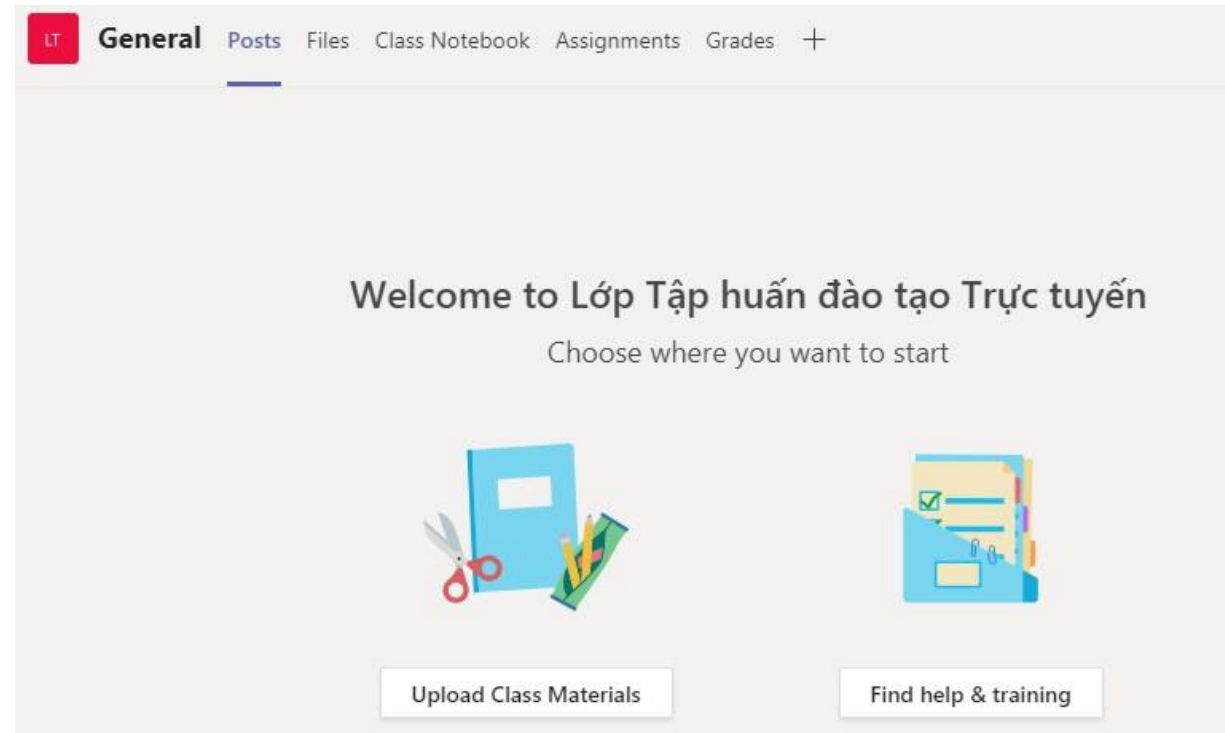 LT General Posts Files Class Notebook Assignments Grades +
Welcome to Lớp Tập huấn đào tạo Trực tuyến
Choose where you want to start
Upload Class Materials Find help & training